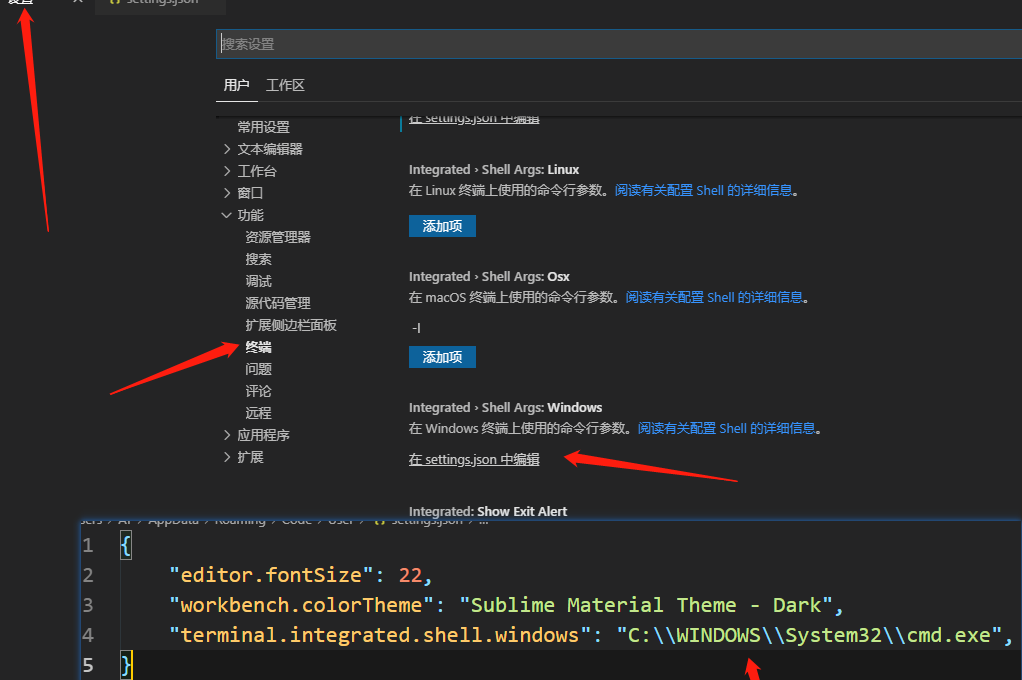 设置
settings.json
搜索设置
用户 工作区
在 settings.json 中编辑
常用设置
文本编辑器
工作台
窗口
功能
资源管理器
搜索
调试
源代码管理
扩展侧边栏面板
终端
问题
评论
远程
应用程序
扩展
Integrated › Shell Args: Linux
在 Linux 终端上使用的命令行参数。阅读有关配置 Shell 的详细信息。
添加项
Integrated › Shell Args: Osx
在 macOS 终端上使用的命令行参数。阅读有关配置 Shell 的详细信息。
-l
添加项
Integrated › Shell Args: Windows
在 Windows 终端上使用的命令行参数。阅读有关配置 Shell 的详细信息。
在 settings.json 中编辑
Integrated: Show Exit Alert
AppData › Roaming › Code › User › {} settings.json › ...
1 {
2 "editor.fontSize": 22,
3 "workbench.colorTheme": "Sublime Material Theme - Dark",
4 "terminal.integrated.shell.windows": "C:\\WINDOWS\\System32\\cmd.exe",
5 }